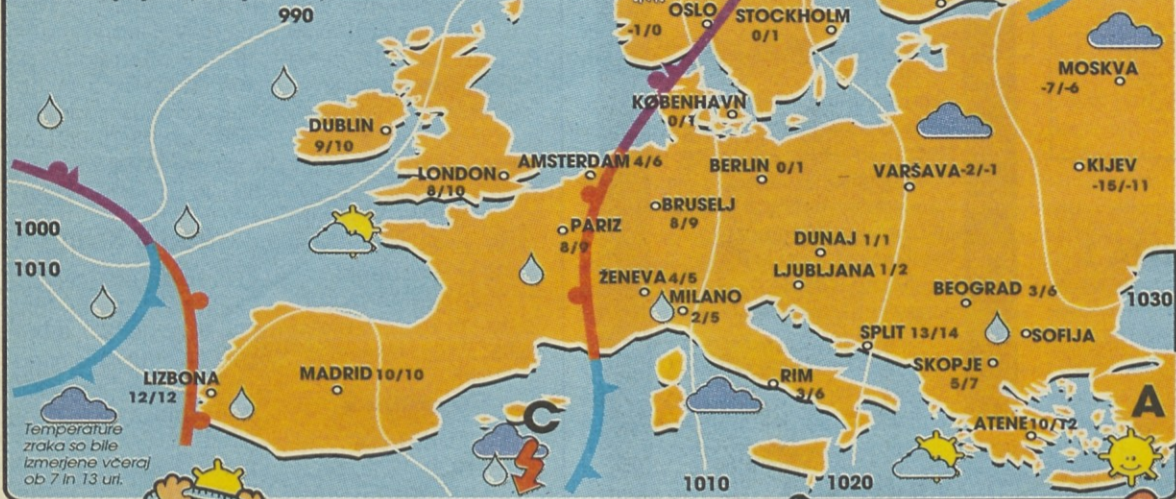 990
OSLO
-1/0
STOCKHOLM
0/1
MOSKVA
-7/-6
KØBENHAVN
0/1
DUBLIN
9/10
LONDON
8/10
AMSTERDAM 4/6
BERLIN 0/1
VARŠAVA -2/-1
KIJEV
-15/-11
BRUSELJ
8/9
PARIZ
8/9
1000
DUNAJ 1/1
1010
ŽENEVA 4/5
LJUBLJANA 1/2
MILANO
2/5
BEOGRAD 3/6
1030
SPLIT 13/14
SOFIJA
SKOPJE
5/7
LIZBONA
12/12
MADRID 10/10
RIM
3/6
C
A
ATENE 10/12
Temperature
zraka so bile
izmerjene včeraj
ob 7 in 13 uri.
1010
1020